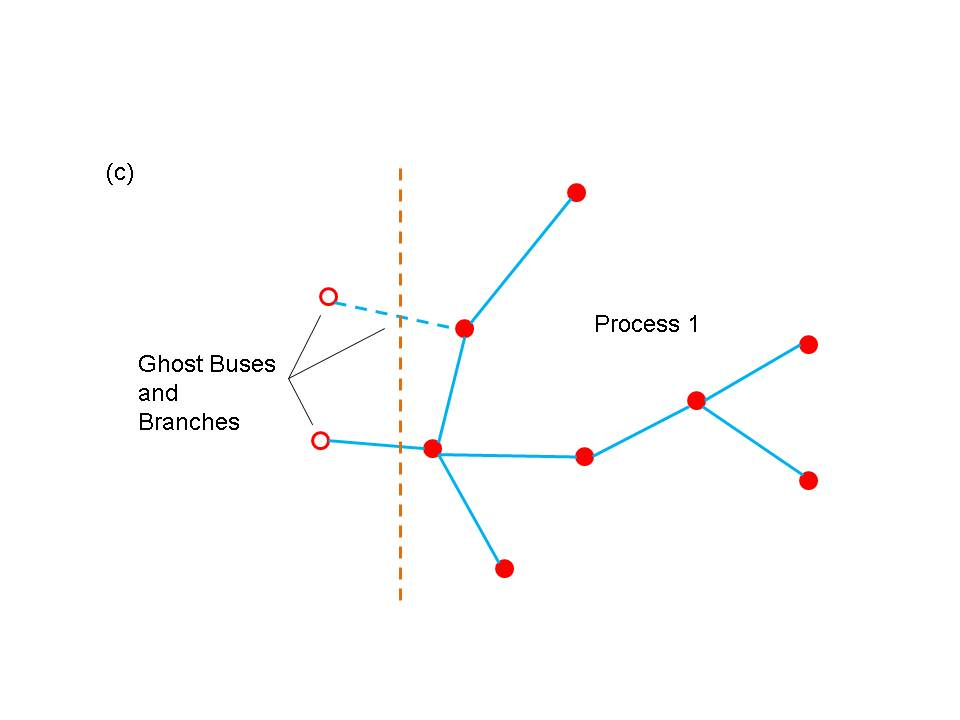 (c)
Process 1
Ghost Buses
and
Branches